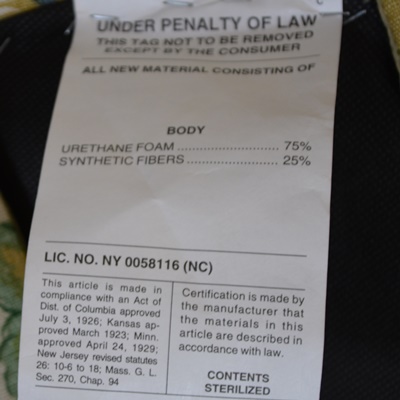 UNDER PENALTY OF LAW
THIS TAG NOT TO BE REMOVED
EXCEPT BY THE CONSUMER
ALL NEW MATERIAL CONSISTING OF
BODY
URETHANE FOAM .............................. 75%
SYNTHETIC FIBERS ..................... 25%
LIC. NO. NY 0058116 (NC)
This article is made in
compliance with an Act of
Dist. of Columbia approved
July 3, 1926; Kansas ap-
proved March 1923; Minn.
approved April 24, 1929;
New Jersey revised statutes
26: 10-6 to 18; Mass. G. L.
Sec. 270, Chap. 94
Certification is made by
the manufacturer that
the materials in this
article are described in
accordance with law.
CONTENTS
STERILIZED